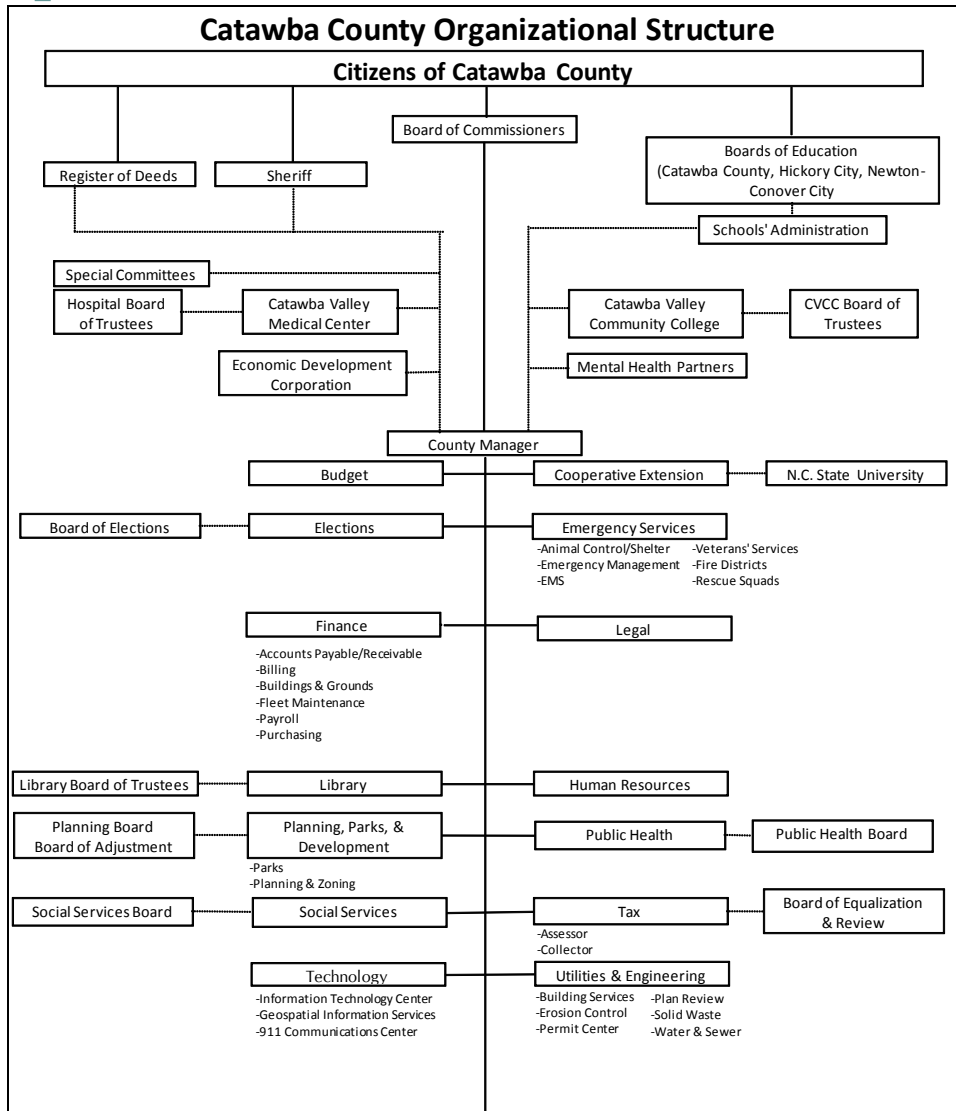 Catawba County Organizational Structure
Citizens of Catawba County
Board of Commissioners
Register of Deeds
Sheriff
Boards of Education
(Catawba County, Hickory City, Newton-
Conover City
Schools' Administration
Special Committees
Hospital Board
of Trustees
Catawba Valley
Medical Center
Catawba Valley
Community College
CVCC Board of
Trustees
Economic Development
Corporation
Mental Health Partners
County Manager
Budget
Cooperative Extension
N.C. State University
Board of Elections
Elections
Emergency Services
-Animal Control/Shelter
-Emergency Management
-EMS
-Veterans' Services
-Fire Districts
-Rescue Squads
Finance
-Accounts Payable/Receivable
-Billing
-Buildings & Grounds
-Fleet Maintenance
-Payroll
-Purchasing
Legal
Library Board of Trustees
Library
Human Resources
Planning Board
Board of Adjustment
Planning, Parks, &
Development
-Parks
-Planning & Zoning
Public Health
Public Health Board
Social Services Board
Social Services
Tax
-Assessor
-Collector
Board of Equalization
& Review
Technology
-Information Technology Center
-Geospatial Information Services
-911 Communications Center
Utilities & Engineering
-Building Services
-Erosion Control
-Permit Center
-Plan Review
-Solid Waste
-Water & Sewer